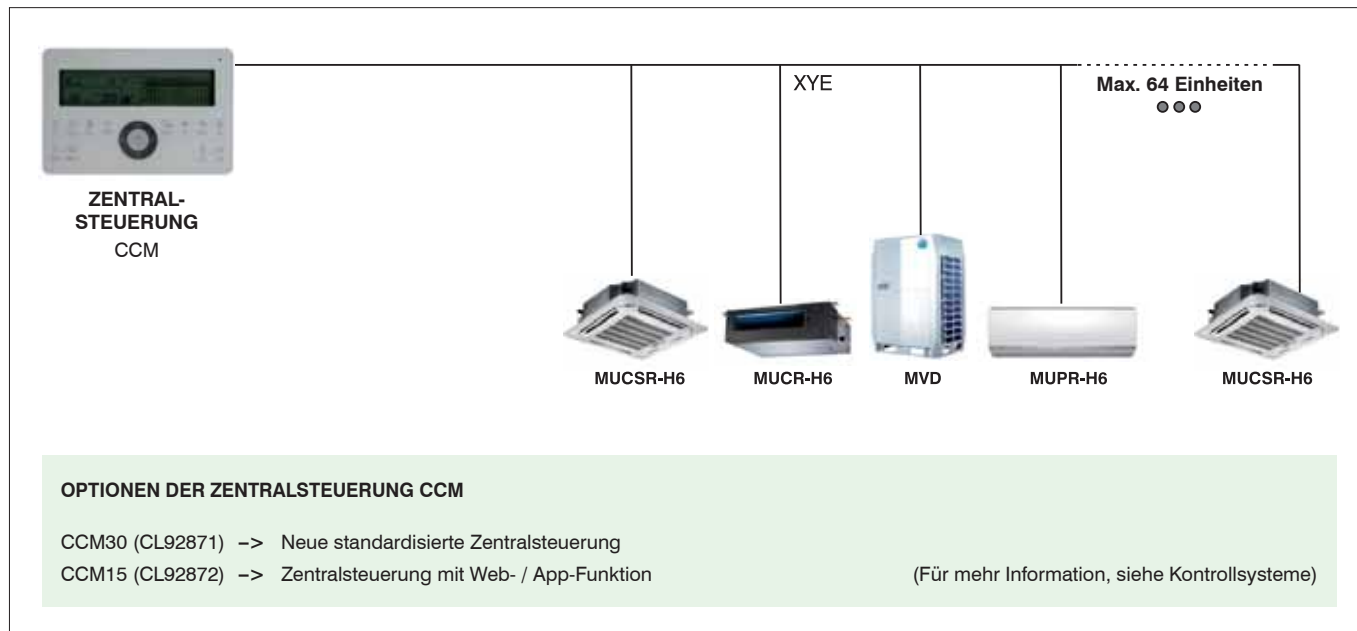 ZENTRAL-
STEUERUNG
CCM
XYE
Max. 64 Einheiten
MUCSR-H6
MUCR-H6
MVD
MUPR-H6
MUCSR-H6
OPTIONEN DER ZENTRALSTEUERUNG CCM
CCM30 (CL92871) –> Neue standardisierte Zentralsteuerung
CCM15 (CL92872) –> Zentralsteuerung mit Web- / App-Funktion (Für mehr Information, siehe Kontrollsysteme)